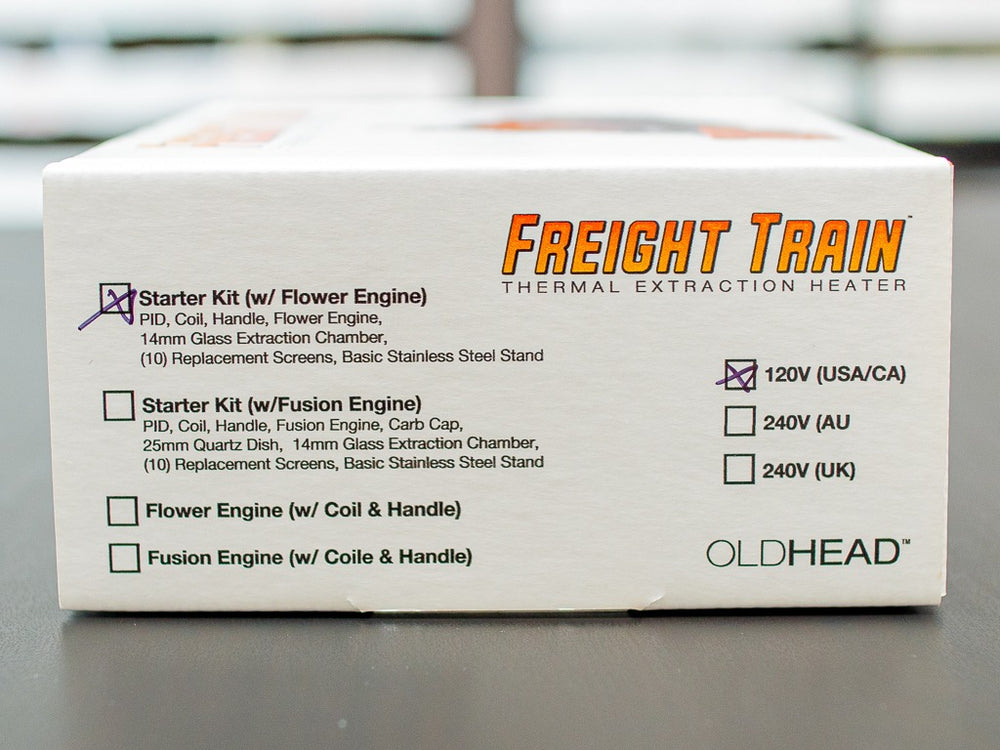 FREIGHT TRAIN™
THERMAL EXTRACTION HEATER
Starter Kit (w/ Flower Engine)
PID, Coil, Handle, Flower Engine,
14mm Glass Extraction Chamber,
(10) Replacement Screens, Basic Stainless Steel Stand
Starter Kit (w/Fusion Engine)
PID, Coil, Handle, Fusion Engine, Carb Cap,
25mm Quartz Dish, 14mm Glass Extraction Chamber,
(10) Replacement Screens, Basic Stainless Steel Stand
Flower Engine (w/ Coil & Handle)
Fusion Engine (w/ Coile & Handle)
120V (USA/CA)
240V (AU
240V (UK)
OLDHEAD™